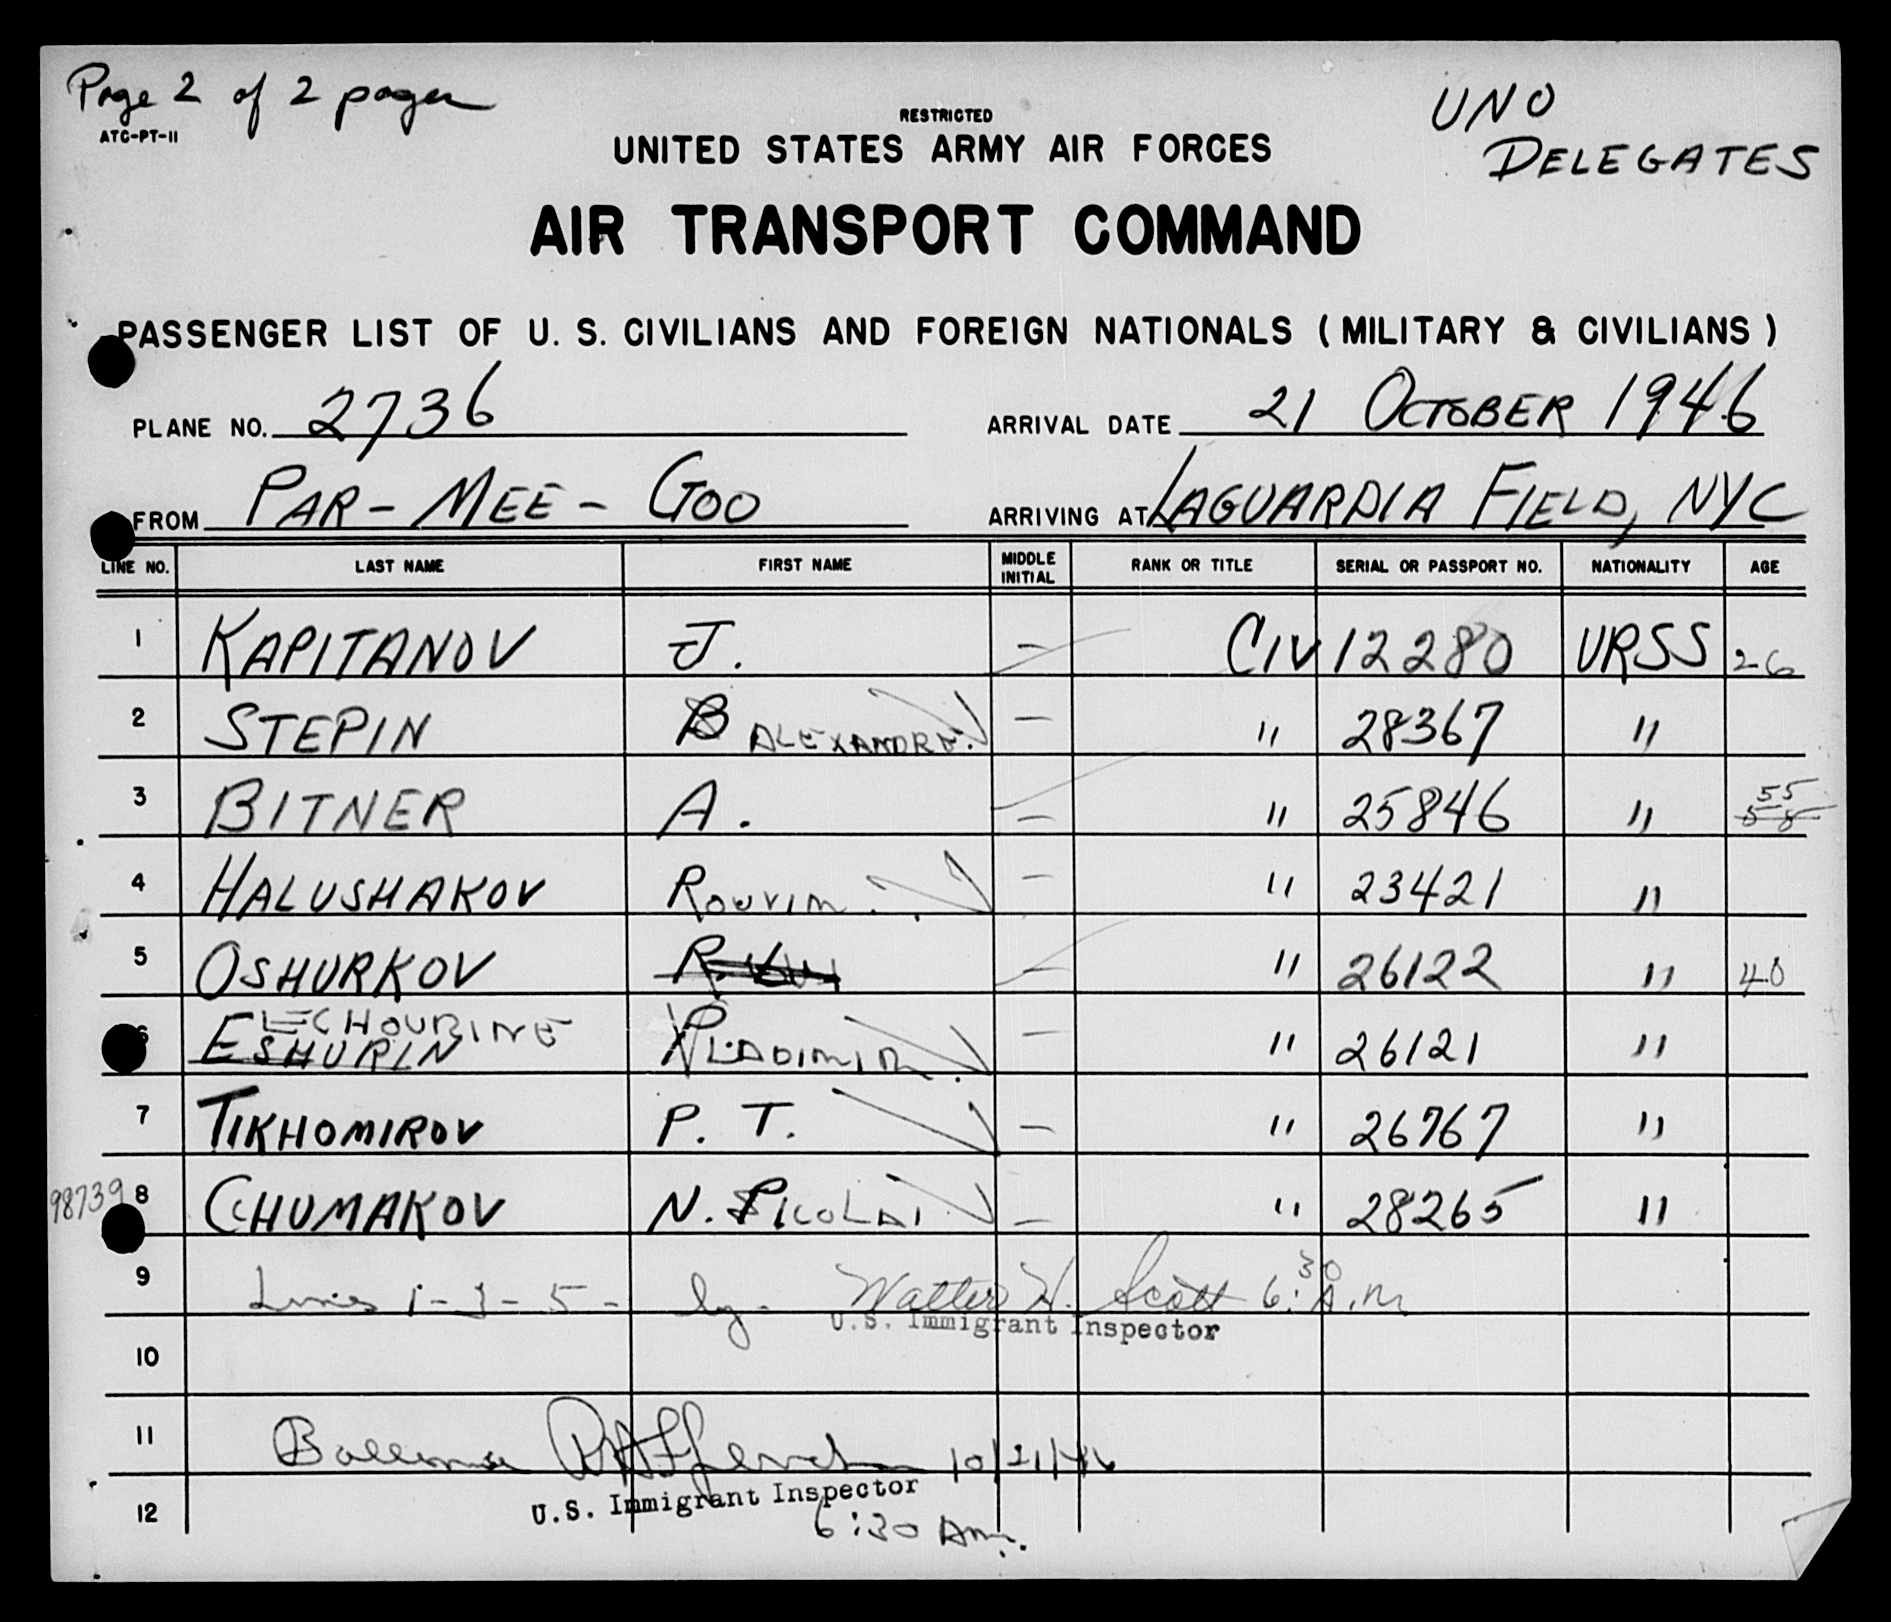 Page 2 of 2 pages
ATC-PT-11
UNO
DELEGATES
RESTRICTED
UNITED STATES ARMY AIR FORCES
AIR TRANSPORT COMMAND
PASSENGER LIST OF U. S. CIVILIANS AND FOREIGN NATIONALS (MILITARY & CIVILIANS)
PLANE NO. 2736 ARRIVAL DATE 21 OCTOBER 1946
FROM PAR - MEE - GOO ARRIVING AT LAGUARDIA FIELD, NYC
LINE NO. LAST NAME FIRST NAME MIDDLE INITIAL RANK OR TITLE SERIAL OR PASSPORT NO. NATIONALITY AGE
1 KAPITANOV J. — CIV 12280 URSS 26
2 STEPIN B ALEXANDRE. — " 28367 "
3 BITNER A. — " 25846 " 55 58
4 HALUSHAKOV ROUVIM. — " 23421 "
5 OSHURKOV R. — " 26122 " 40
6 ECHOURINE ESHURIN VLADIMIR. — " 26121 "
7 TIKHOMIROV P. T. — " 26767 "
98739 8 CHUMAKOV N. NICOLAI — " 28265 "
9 Lines 1-3-5- by. Walter H. Scott 6:30 A.M
U.S. Immigrant Inspector
10
11 Balance 10/21/46
U.S. Immigrant Inspector
12 6:30 Am.